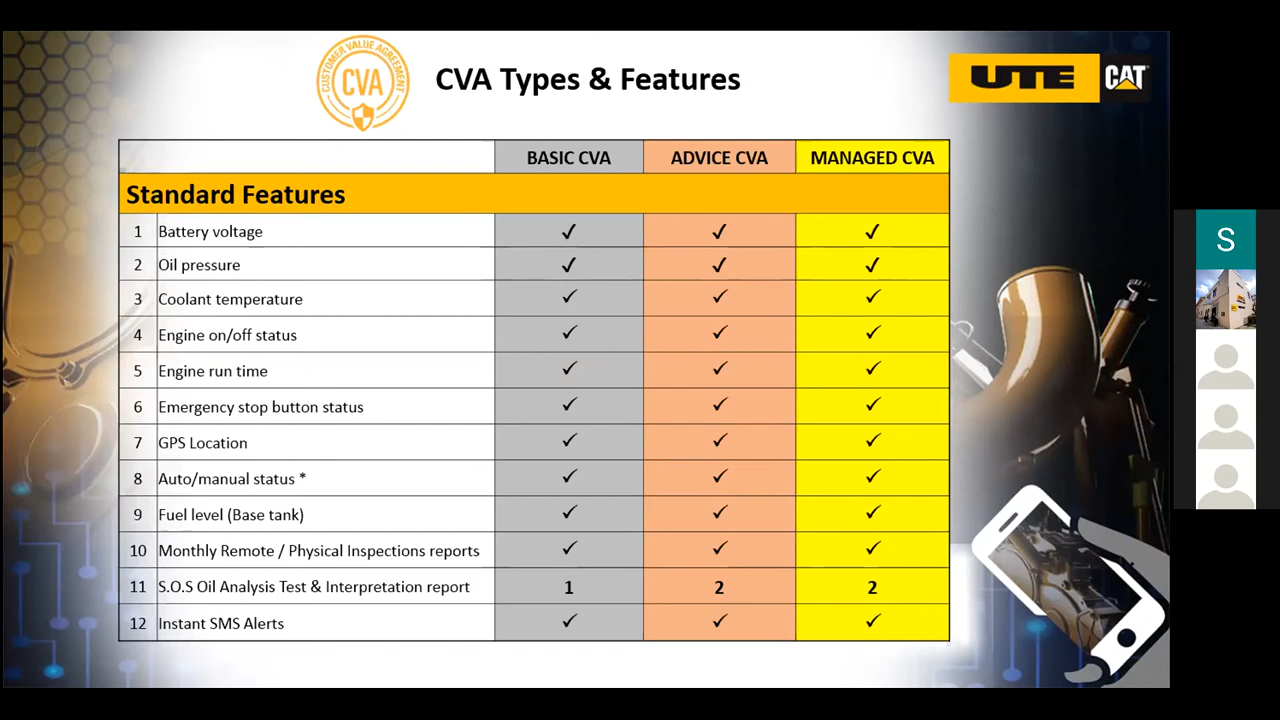 CUSTOMER VALUE AGREEMENT
CVA
CVA Types & Features
UTE CAT
BASIC CVA ADVICE CVA MANAGED CVA
Standard Features
1 Battery voltage ✓ ✓ ✓
2 Oil pressure ✓ ✓ ✓
3 Coolant temperature ✓ ✓ ✓
4 Engine on/off status ✓ ✓ ✓
5 Engine run time ✓ ✓ ✓
6 Emergency stop button status ✓ ✓ ✓
7 GPS Location ✓ ✓ ✓
8 Auto/manual status * ✓ ✓ ✓
9 Fuel level (Base tank) ✓ ✓ ✓
10 Monthly Remote / Physical Inspections reports ✓ ✓ ✓
11 S.O.S Oil Analysis Test & Interpretation report 1 2 2
12 Instant SMS Alerts ✓ ✓ ✓
S